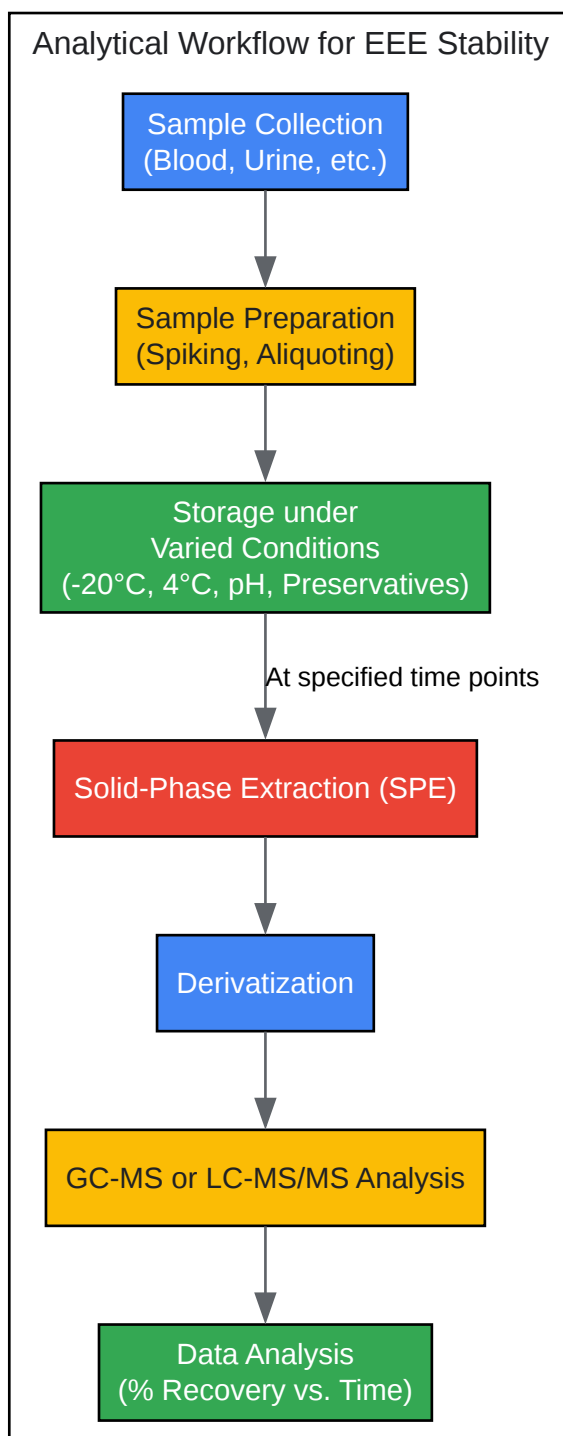 Analytical Workflow for EEE Stability
Sample Collection
(Blood, Urine, etc.)
Sample Preparation
(Spiking, Aliquoting)
Storage under
Varied Conditions
(-20°C, 4°C, pH, Preservatives)
At specified time points
Solid-Phase Extraction (SPE)
Derivatization
GC-MS or LC-MS/MS Analysis
Data Analysis
(% Recovery vs. Time)